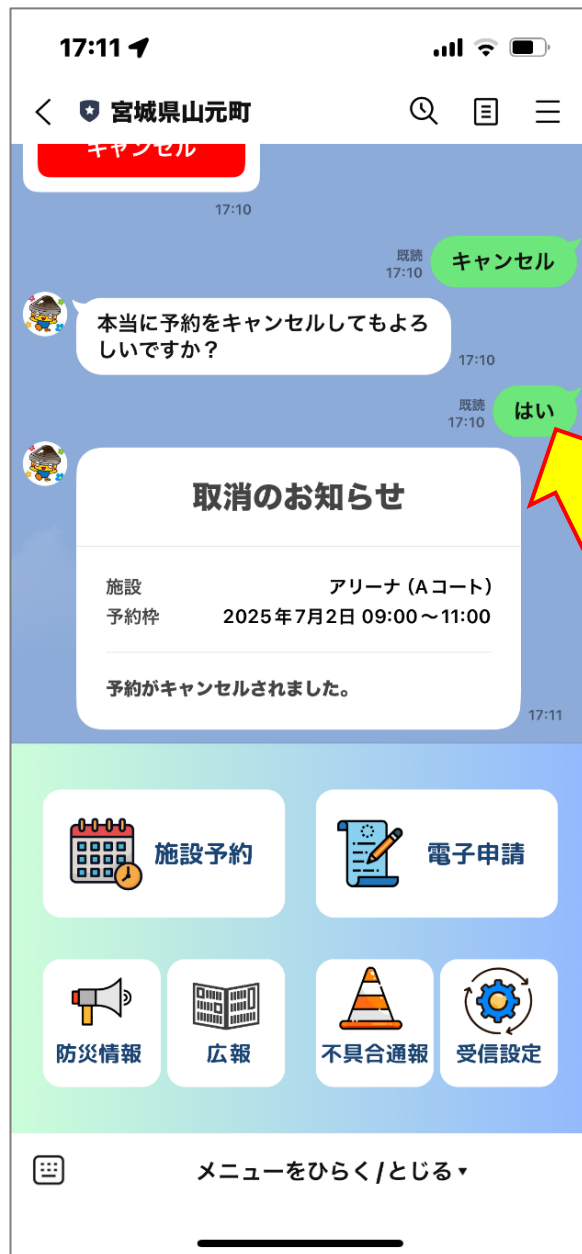 17:11
宮城県山元町
キャンセル
17:10
既読
17:10
キャンセル
本当に予約をキャンセルしてもよろ
しいですか？
17:10
既読
17:10
はい
取消のお知らせ
施設 アリーナ（Aコート）
予約枠 2025年7月2日 09:00～11:00
予約がキャンセルされました。
17:11
施設予約
電子申請
防災情報
広報
不具合通報
受信設定
メニューをひらく/とじる▾